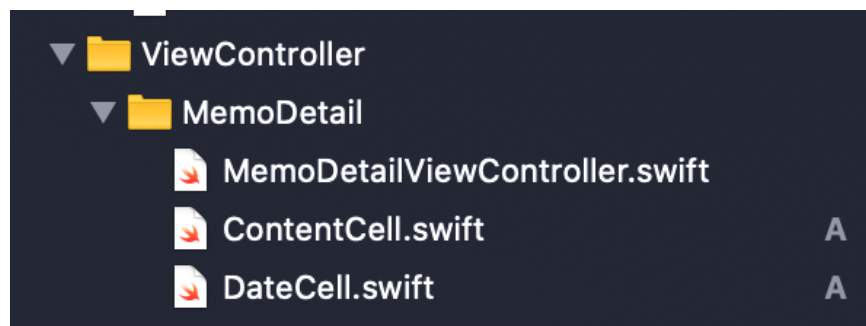 ViewController
MemoDetail
MemoDetailViewController.swift
ContentCell.swift A
DateCell.swift A